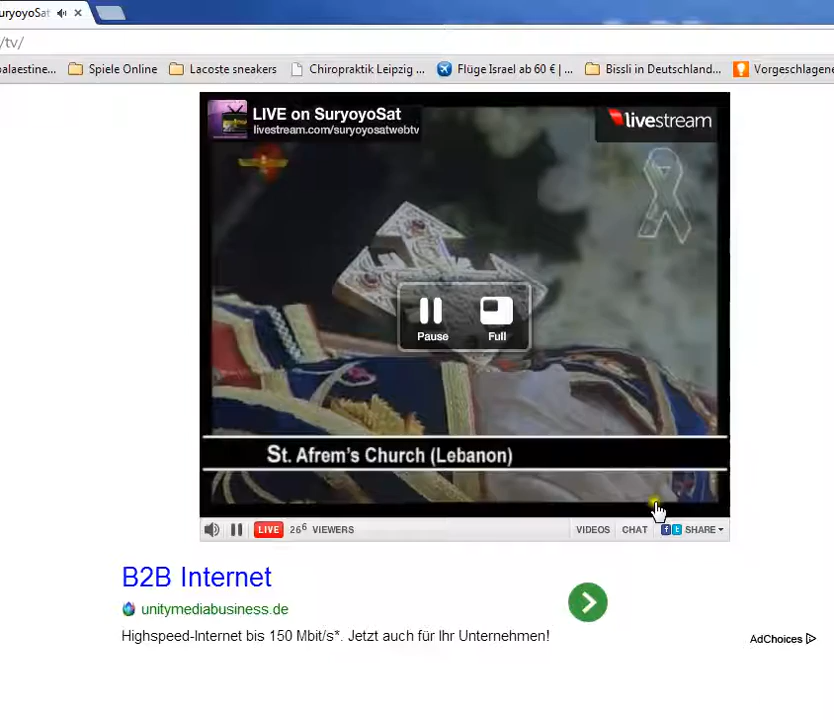 SuryoyoSat
/tv/
palaestine...
Spiele Online
Lacoste sneakers
Chiropraktik Leipzig ...
Flüge Israel ab 60 € | ...
Bissli in Deutschland...
Vorgeschlagene
LIVE on SuryoyoSat
livestream.com/suryoyosatwebtv
livestream
Pause
Full
St. Afrem's Church (Lebanon)
LIVE
VIEWERS
VIDEOS
CHAT
SHARE
B2B Internet
unitymediabusiness.de
Highspeed-Internet bis 150 Mbit/s*. Jetzt auch für Ihr Unternehmen!
AdChoices